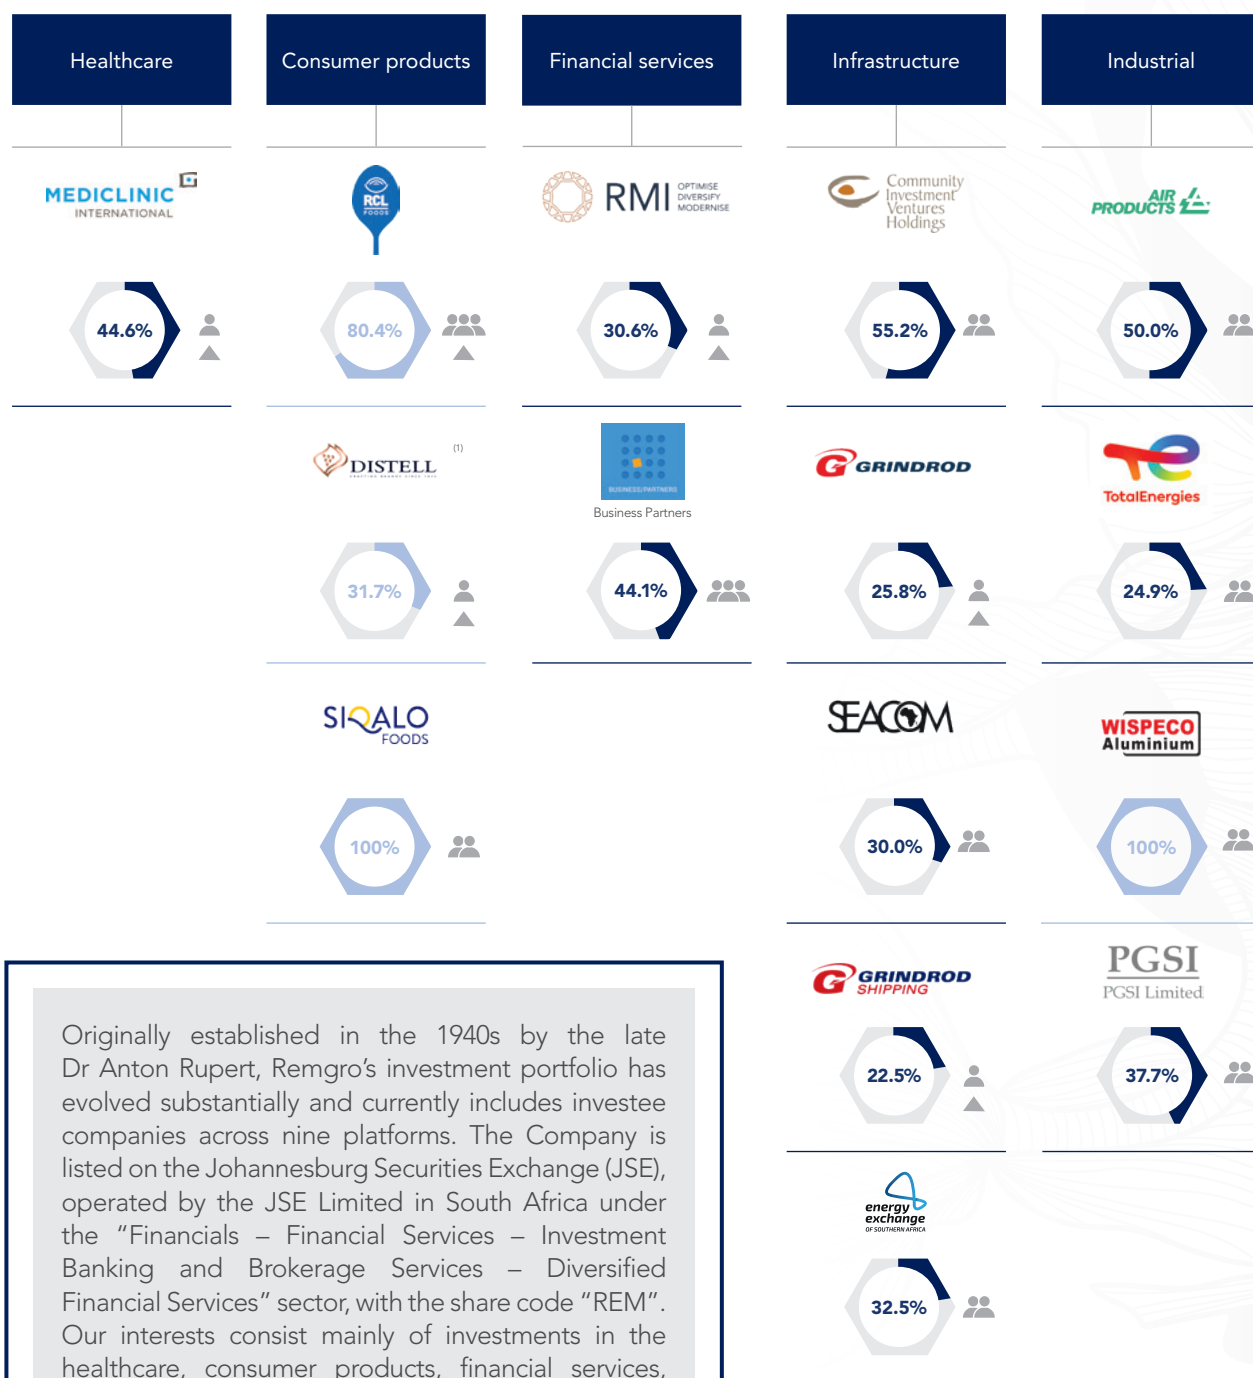 Healthcare
Consumer products
Financial services
Infrastructure
Industrial
MEDICLINIC
INTERNATIONAL
44.6%
RCL
FOODS
80.4%
RMI OPTIMISE
DIVERSIFY
MODERNISE
30.6%
Community
Investment
Ventures
Holdings
55.2%
AIR
PRODUCTS
50.0%
DISTELL (1)
CRAFTING BRANDS SINCE 1925
31.7%
BUSINESS/PARTNERS
Business Partners
44.1%
GRINDROD
25.8%
TotalEnergies
24.9%
SIQALO
FOODS
100%
SEACOM
30.0%
WISPECO
Aluminium
100%
GRINDROD
SHIPPING
22.5%
PGSI
PGSI Limited
37.7%
energy
exchange
OF SOUTHERN AFRICA
32.5%
Originally established in the 1940s by the late
Dr Anton Rupert, Remgro’s investment portfolio has
evolved substantially and currently includes investee
companies across nine platforms. The Company is
listed on the Johannesburg Securities Exchange (JSE),
operated by the JSE Limited in South Africa under
the “Financials – Financial Services – Investment
Banking and Brokerage Services – Diversified
Financial Services” sector, with the share code “REM”.
Our interests consist mainly of investments in the
healthcare, consumer products, financial services,